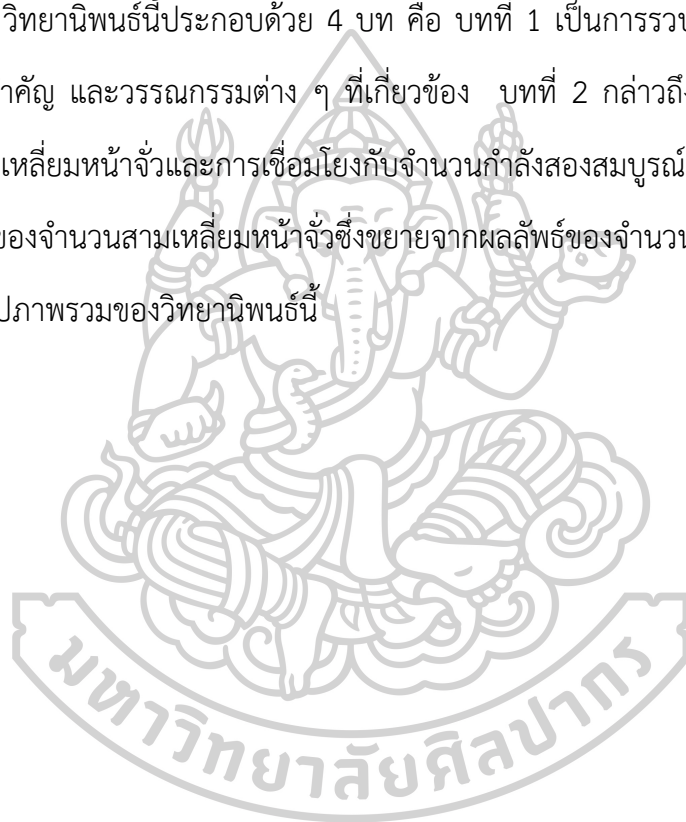 วิทยานิพนธ์นี้ประกอบด้วย 4 บท คือ บทที่ 1 เป็นการรวบ
าคัญ และวรรณกรรมต่าง ๆ ที่เกี่ยวข้อง บทที่ 2 กล่าวถึง
เหลี่ยมหน้าจั่วและการเชื่อมโยงกับจำนวนกำลังสองสมบูรณ์
ของจำนวนสามเหลี่ยมหน้าจั่วซึ่งขยายจากผลลัพธ์ของจำนวน
ปภาพรวมของวิทยานิพนธ์นี้
มหาวิทยาลัยศิลปากร